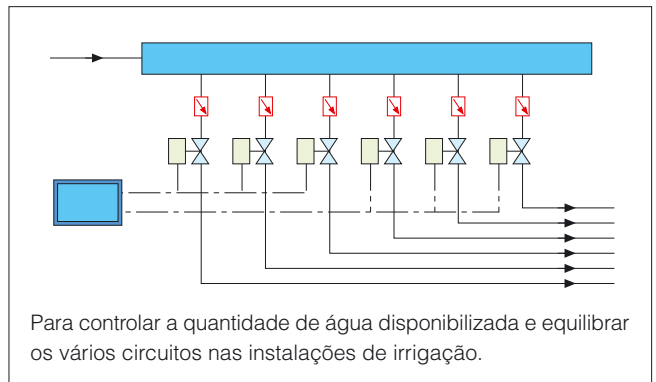 Para controlar a quantidade de água disponibilizada e equilibrar
os vários circuitos nas instalações de irrigação.